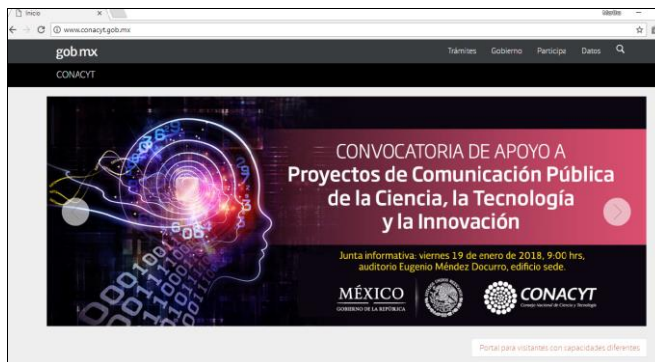 Inicio
www.conacyt.gob.mx
gob mx
Trámites Gobierno Participa Datos
CONACYT
CONVOCATORIA DE APOYO A
Proyectos de Comunicación Pública
de la Ciencia, la Tecnología
y la Innovación
Junta informativa: viernes 19 de enero de 2018, 9:00 hrs,
auditorio Eugenio Méndez Docurro, edificio sede.
MÉXICO
GOBIERNO DE LA REPÚBLICA
CONACYT
Consejo Nacional de Ciencia y Tecnología
Portal para visitantes con capacidades diferentes